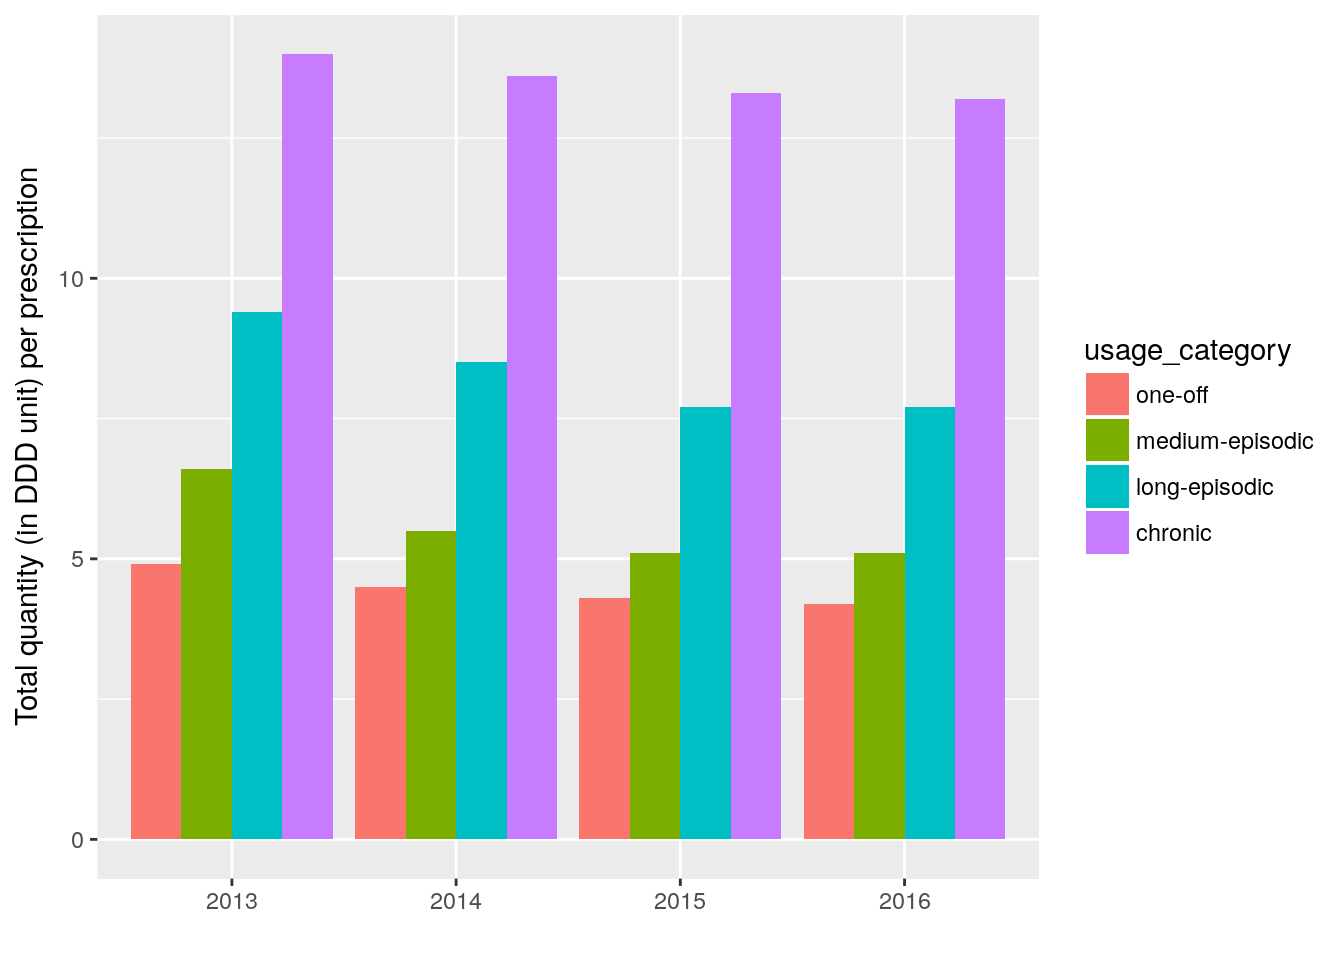 Total quantity (in DDD unit) per prescription
10
5
0
2013 2014 2015 2016
usage_category
one-off
medium-episodic
long-episodic
chronic